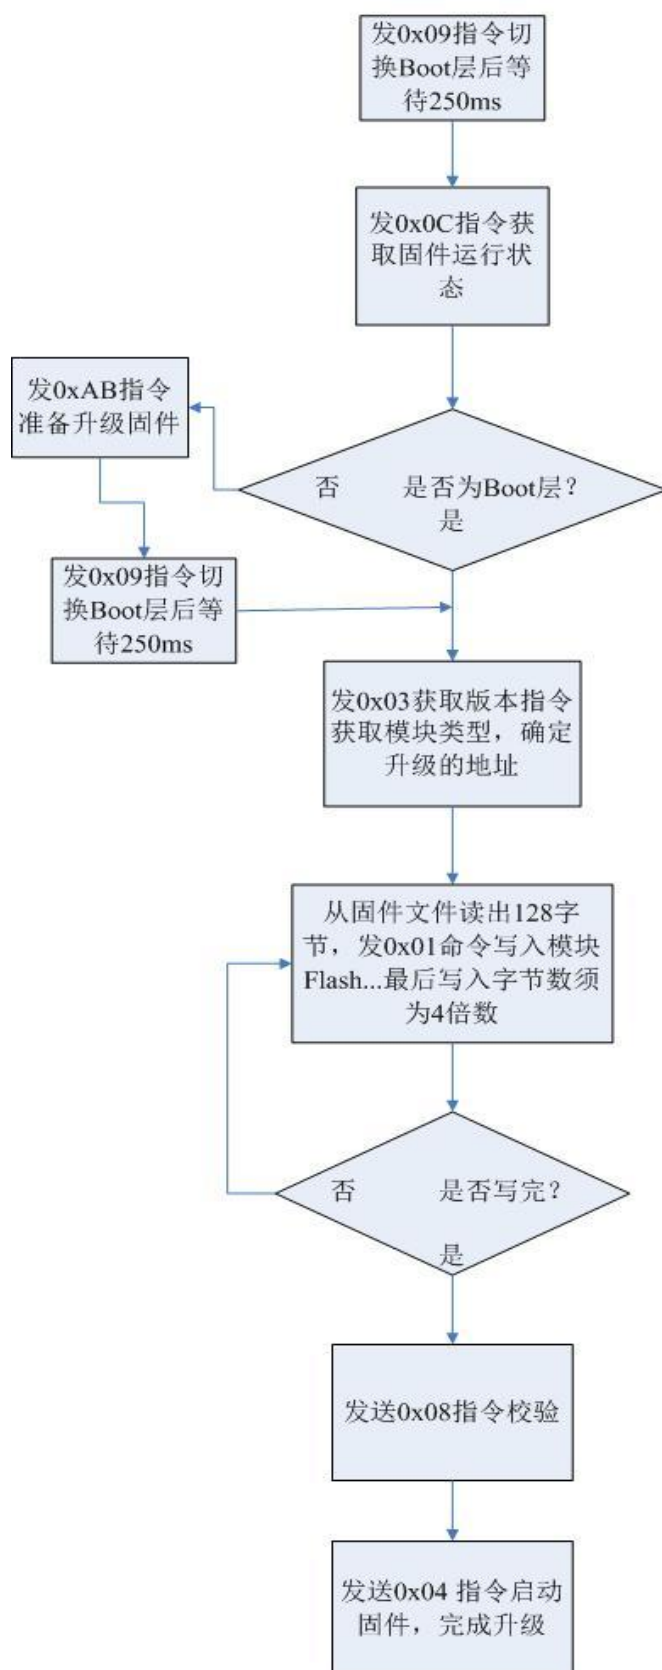 发0x09指令切
换Boot层后等
待250ms
发0x0C指令获
取固件运行状
态
发0xAB指令
准备升级固件
否 是否为Boot层？
是
发0x09指令切
换Boot层后等
待250ms
发0x03获取版本指令
获取模块类型，确定
升级的地址
从固件文件读出128字
节，发0x01命令写入模块
Flash...最后写入字节数须
为4倍数
否 是否写完？
是
发送0x08指令校验
发送0x04 指令启动
固件，完成升级